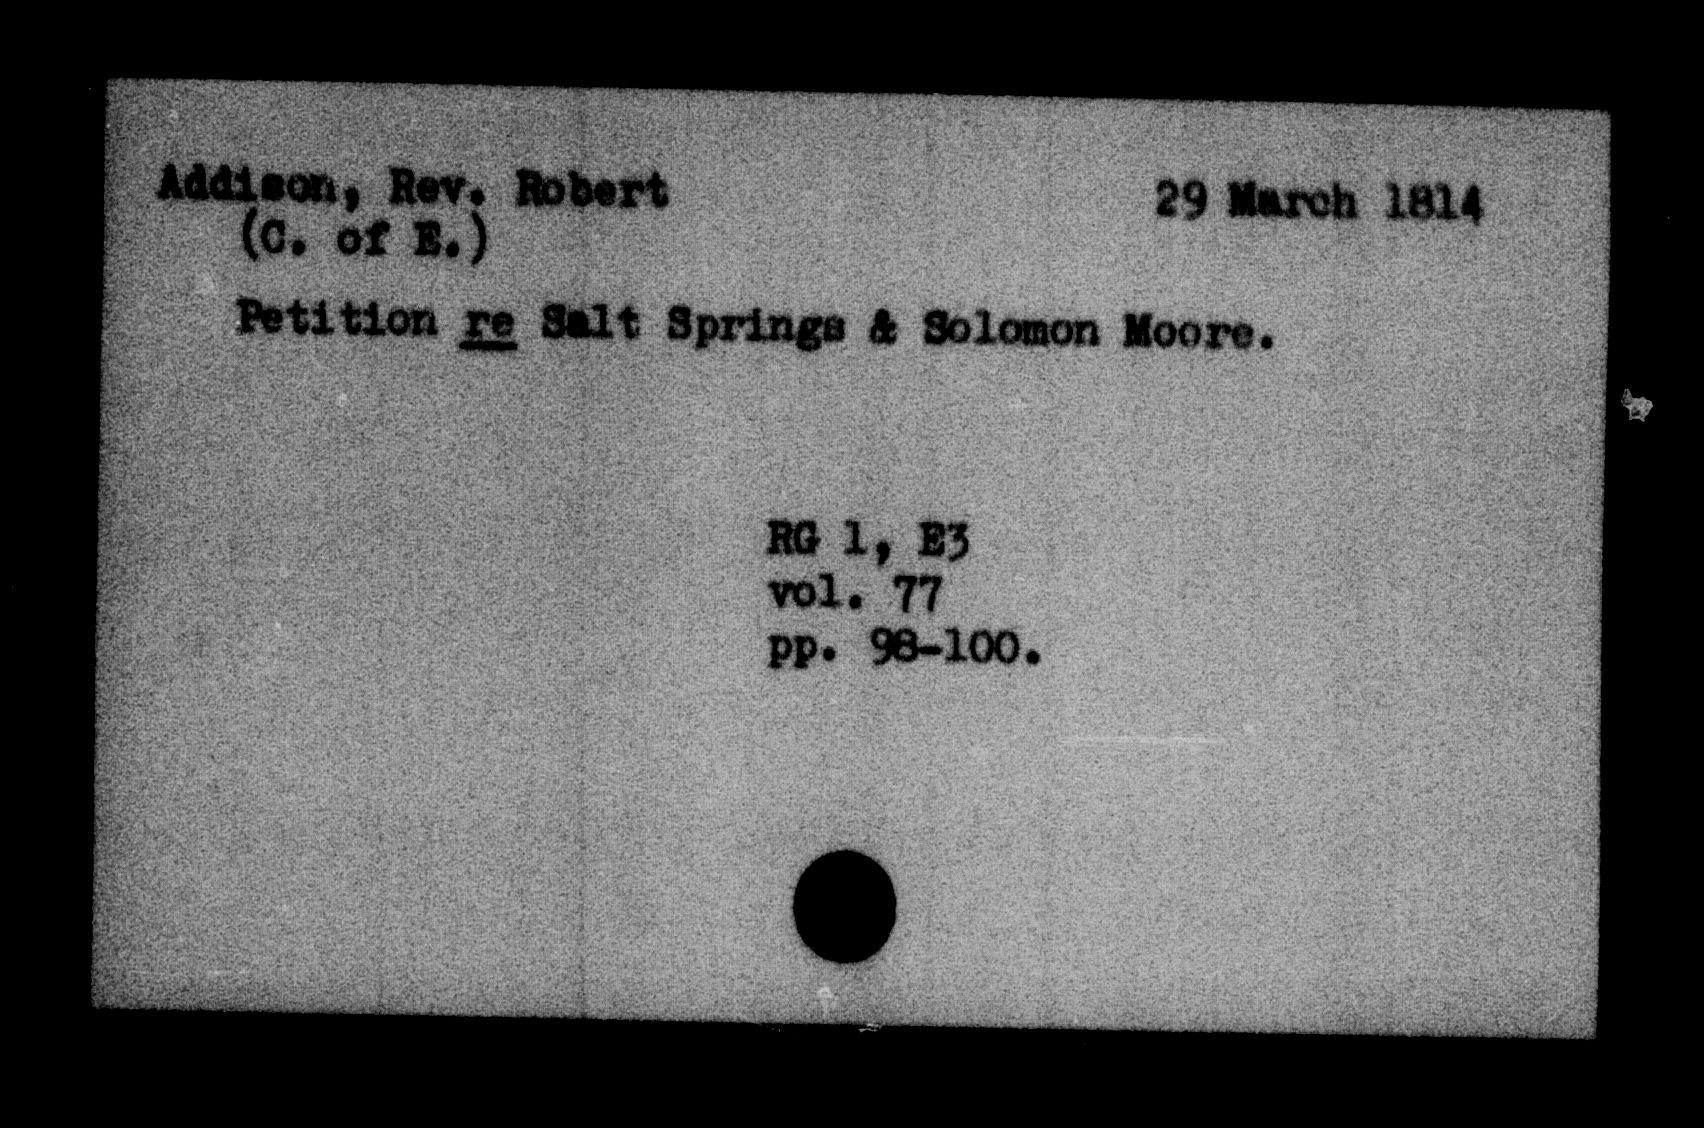 Addison, Rev. Robert 29 March 1814
(C. of E.)
Petition re Salt Springs & Solomon Moore.
RG 1, E3
vol. 77
pp. 98-100.